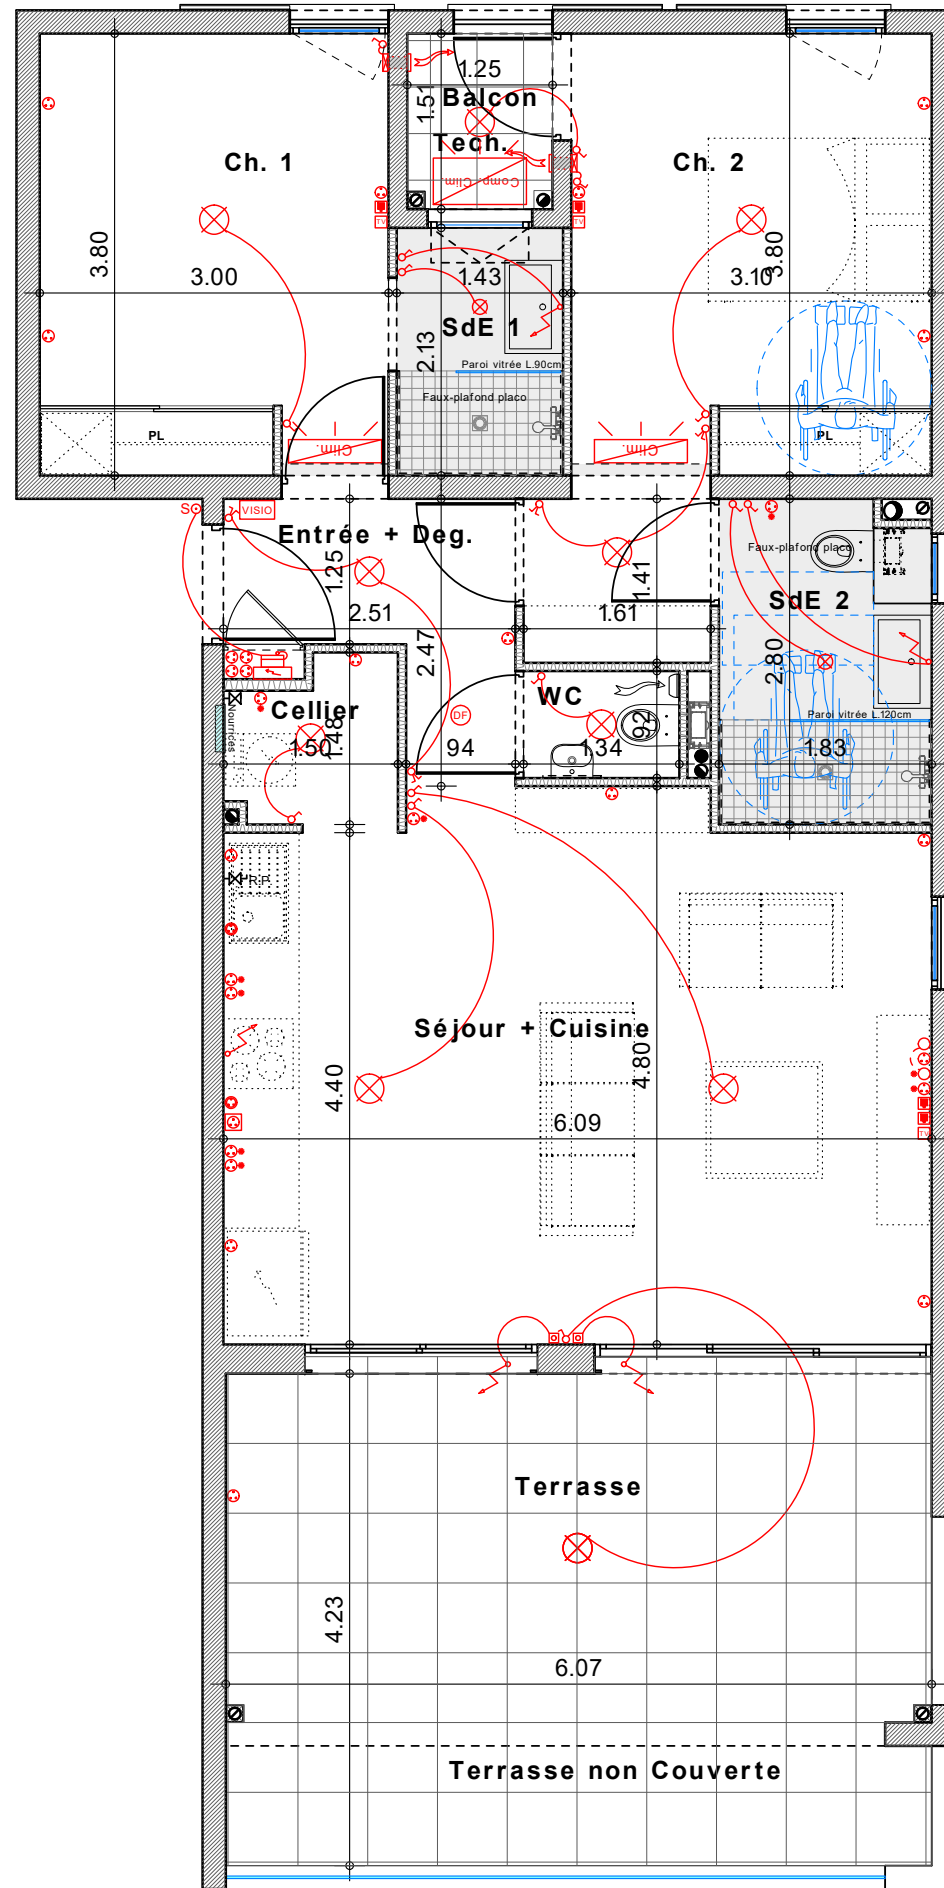 1.25
1.51
Balcon
Tech.
Comp. Clim.
Ch. 1
Ch. 2
TV
TV
3.80
3.00
1.43
3.10
3.80
SdE 1
2.13
Paroi vitrée L.90cm
Faux-plafond placo
PL
Clim.
Clim.
PL
S
VISIO
Entrée + Deg.
1.25
2.51
2.47
1.41
1.61
Faux-plafond placo
SdE 2
2.80
WC
Cellier
Nourrices
1.50
1.48
DF
94
1.34
92
Paroi vitrée L.120cm
1.83
R.P
Séjour + Cuisine
4.40
4.80
6.09
TV
Terrasse
4.23
6.07
Terrasse non Couverte